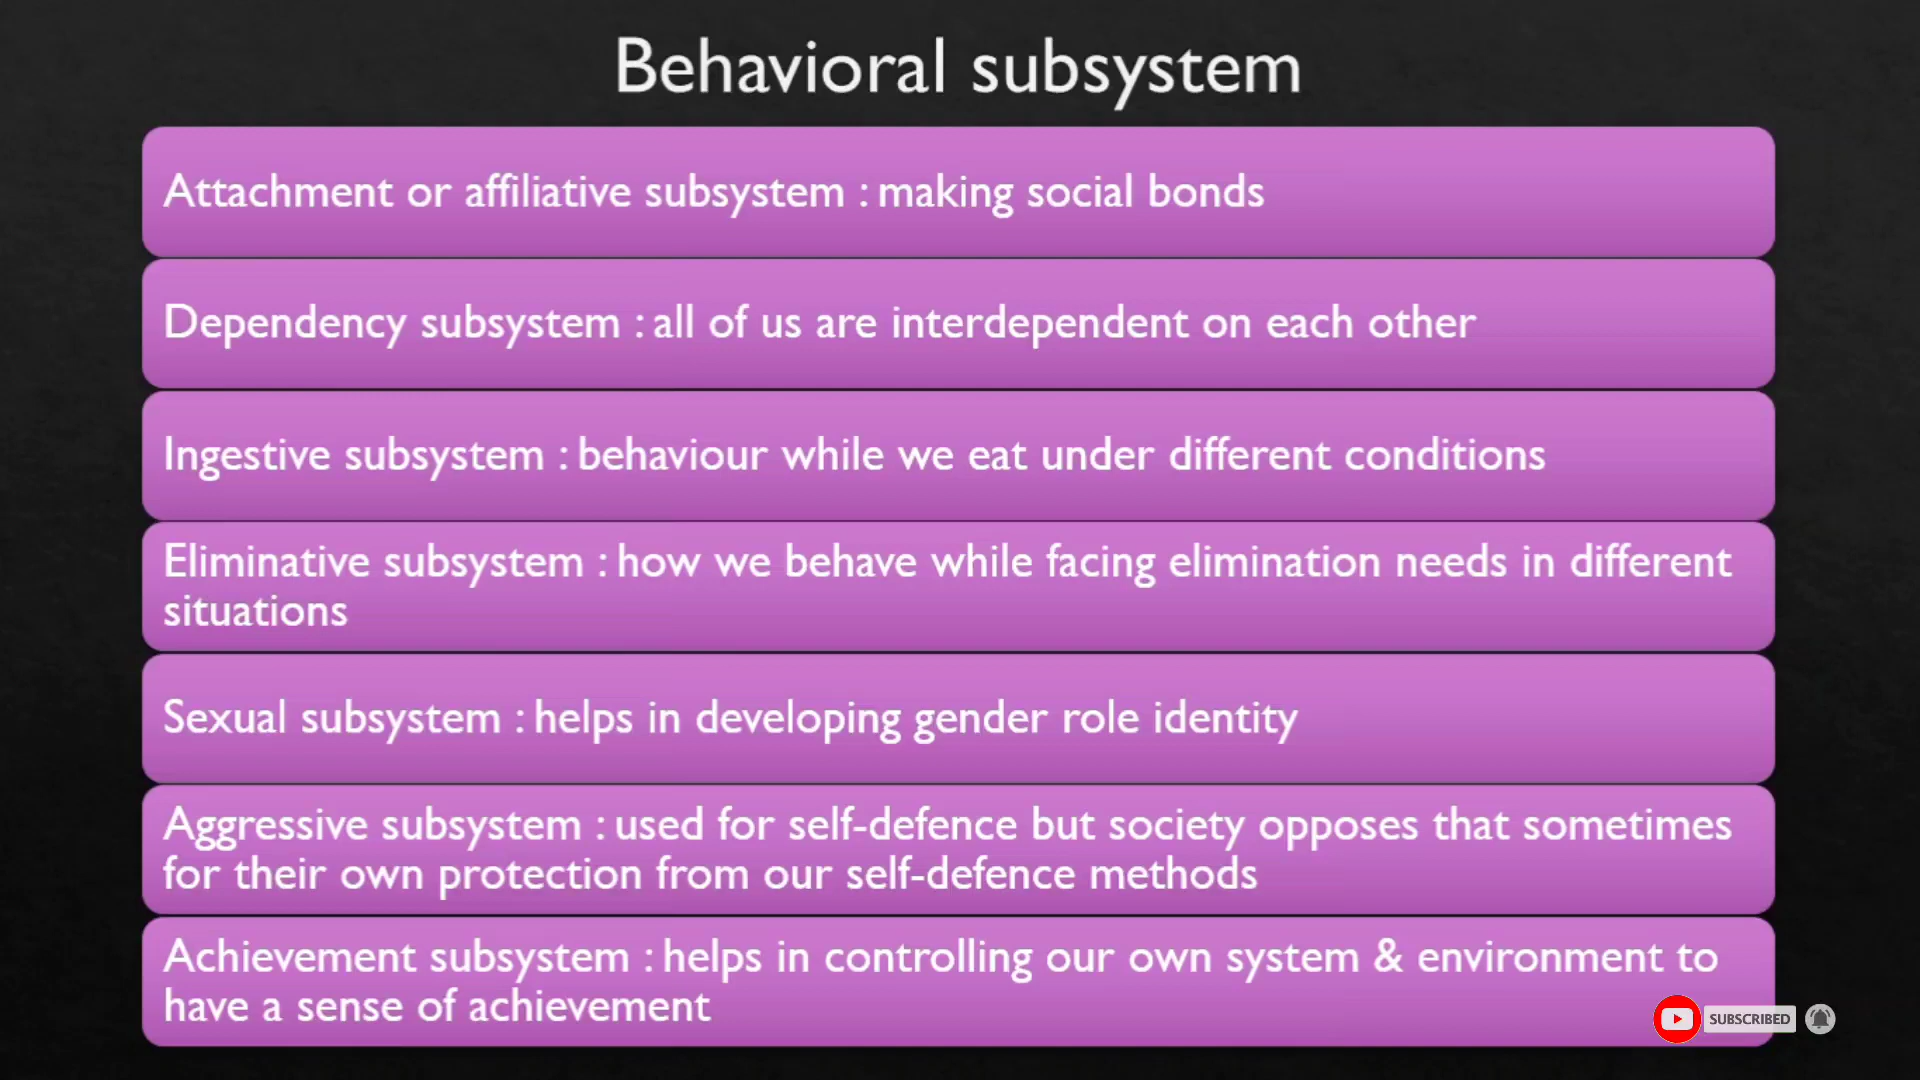 Behavioral subsystem
Attachment or affiliative subsystem : making social bonds
Dependency subsystem : all of us are interdependent on each other
Ingestive subsystem : behaviour while we eat under different conditions
Eliminative subsystem : how we behave while facing elimination needs in different
situations
Sexual subsystem : helps in developing gender role identity
Aggressive subsystem : used for self-defence but society opposes that sometimes
for their own protection from our self-defence methods
Achievement subsystem : helps in controlling our own system & environment to
have a sense of achievement
SUBSCRIBED